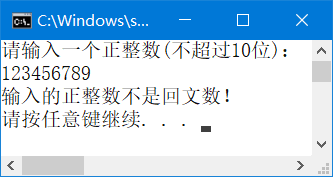 C:\Windows\s...
请输入一个正整数(不超过10位):
123456789
输入的正整数不是回文数!
请按任意键继续. . .